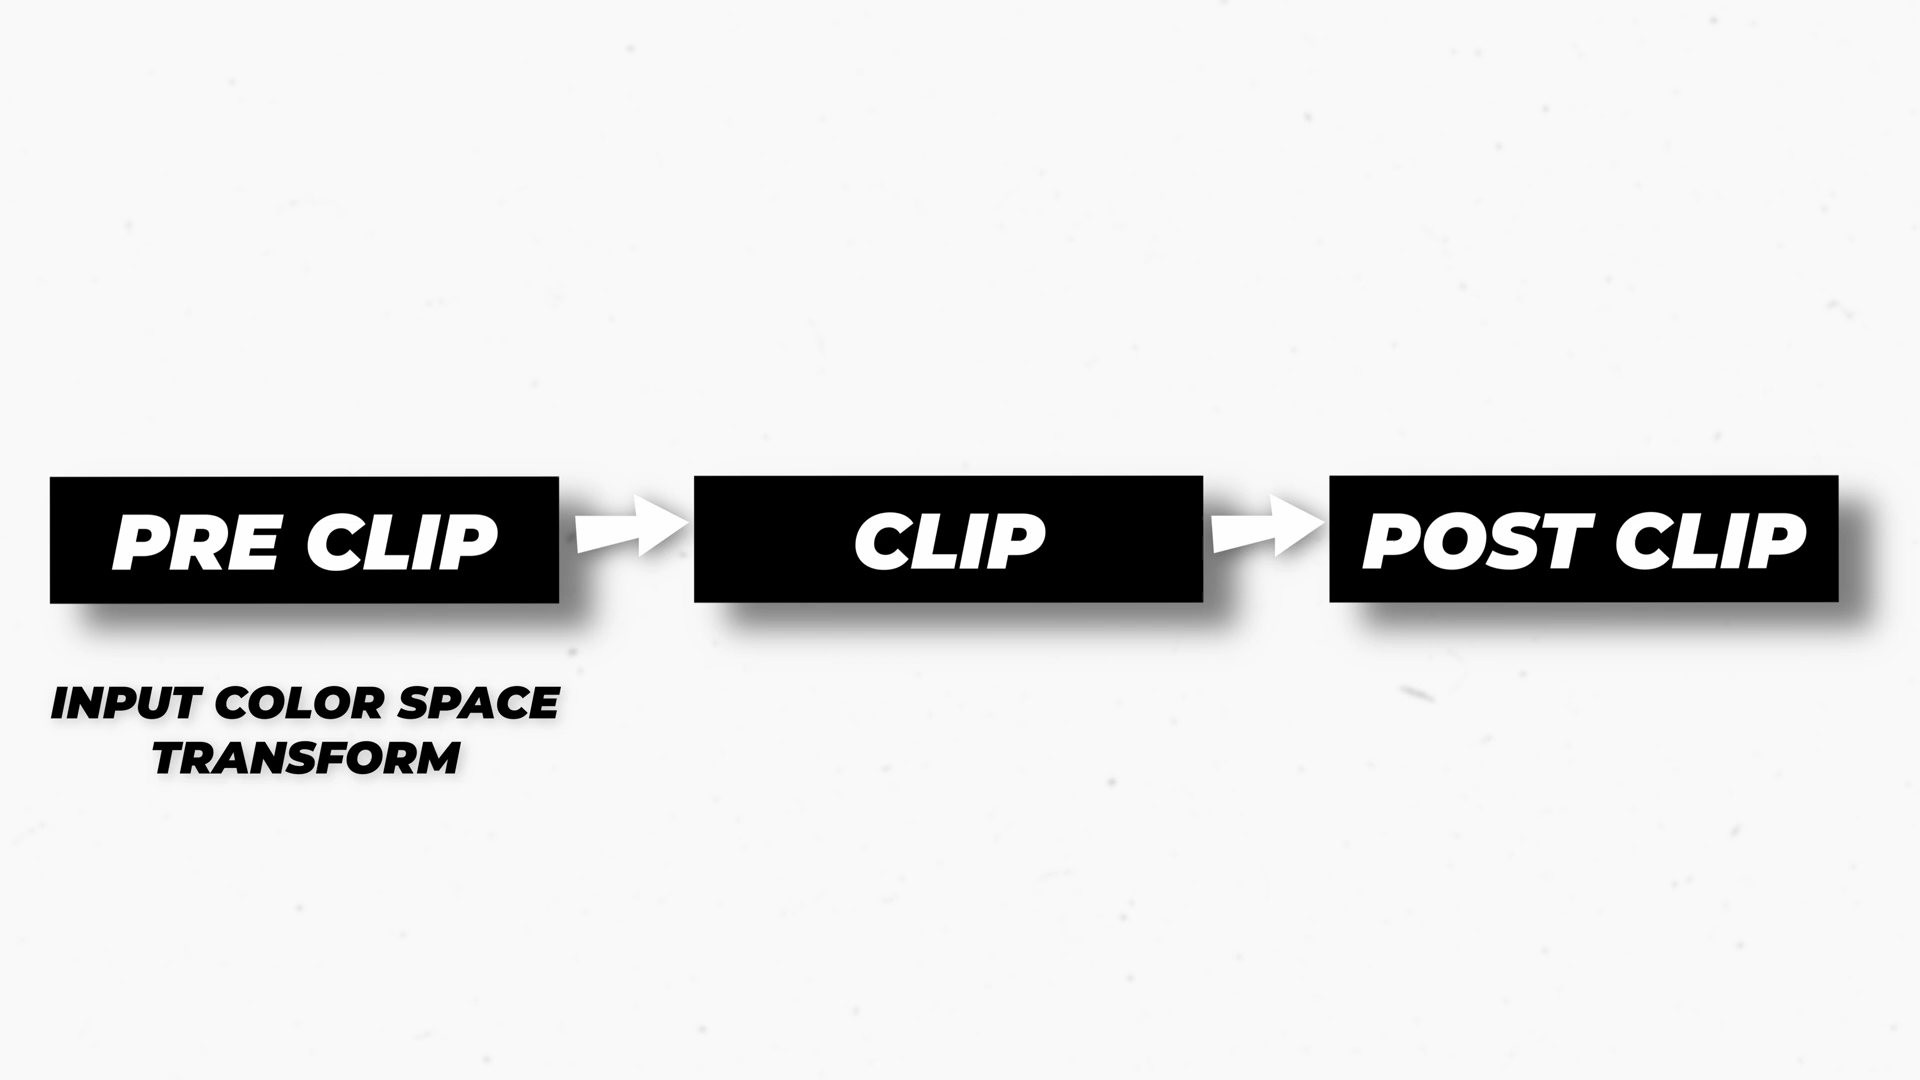 PRE CLIP
CLIP
POST CLIP
INPUT COLOR SPACE
TRANSFORM